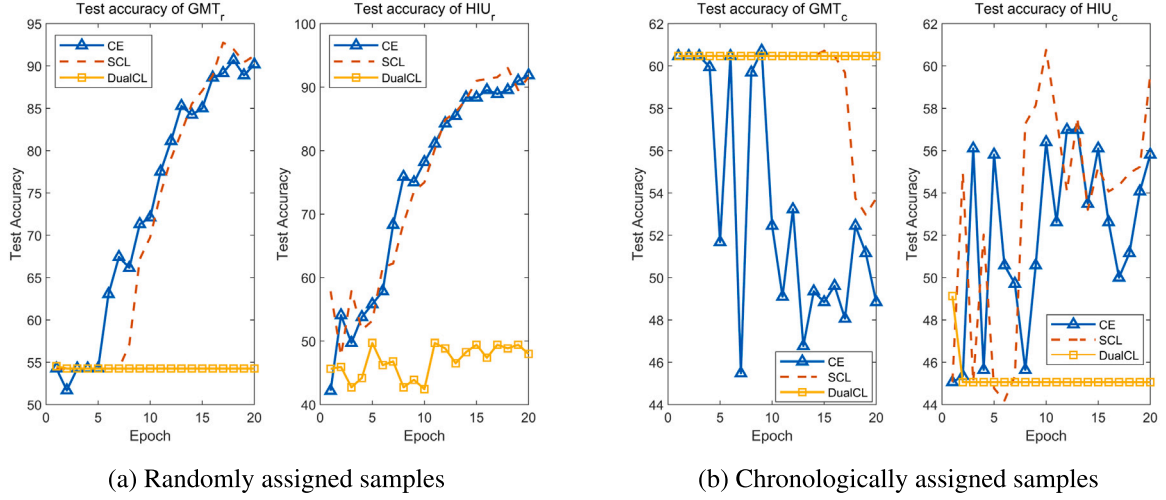 Test accuracy of GMT_r
Test Accuracy
95
90
85
80
75
70
65
60
55
50
0
5
10
15
20
Epoch
CE
SCL
DualCL
Test accuracy of HIU_r
Test Accuracy
100
90
80
70
60
50
40
0
5
10
15
20
Epoch
CE
SCL
DualCL
(a) Randomly assigned samples
Test accuracy of GMT_c
Test Accuracy
62
60
58
56
54
52
50
48
46
44
0
5
10
15
20
Epoch
CE
SCL
DualCL
Test accuracy of HIU_c
Test Accuracy
62
60
58
56
54
52
50
48
46
44
0
5
10
15
20
Epoch
CE
SCL
DualCL
(b) Chronologically assigned samples